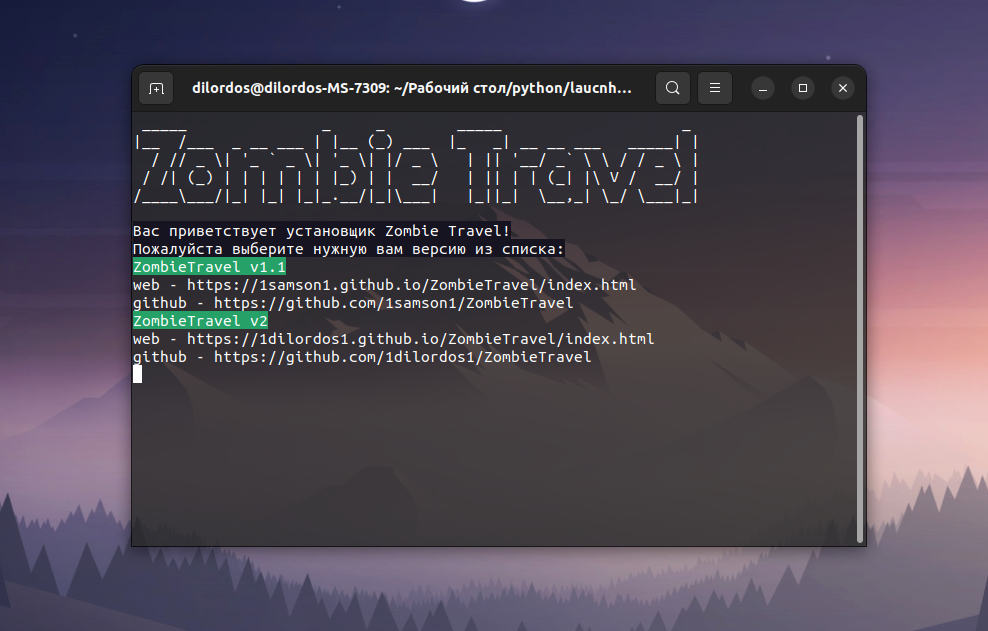 dilordos@dilordos-MS-7309: ~/Рабочий стол/python/laucnh...
Zombie Travel
Вас приветствует установщик Zombie Travel!
Пожалуйста выберите нужную вам версию из списка:
ZombieTravel v1.1
web - https://1samson1.github.io/ZombieTravel/index.html
github - https://github.com/1samson1/ZombieTravel
ZombieTravel v2
web - https://1dilordos1.github.io/ZombieTravel/index.html
github - https://github.com/1dilordos1/ZombieTravel